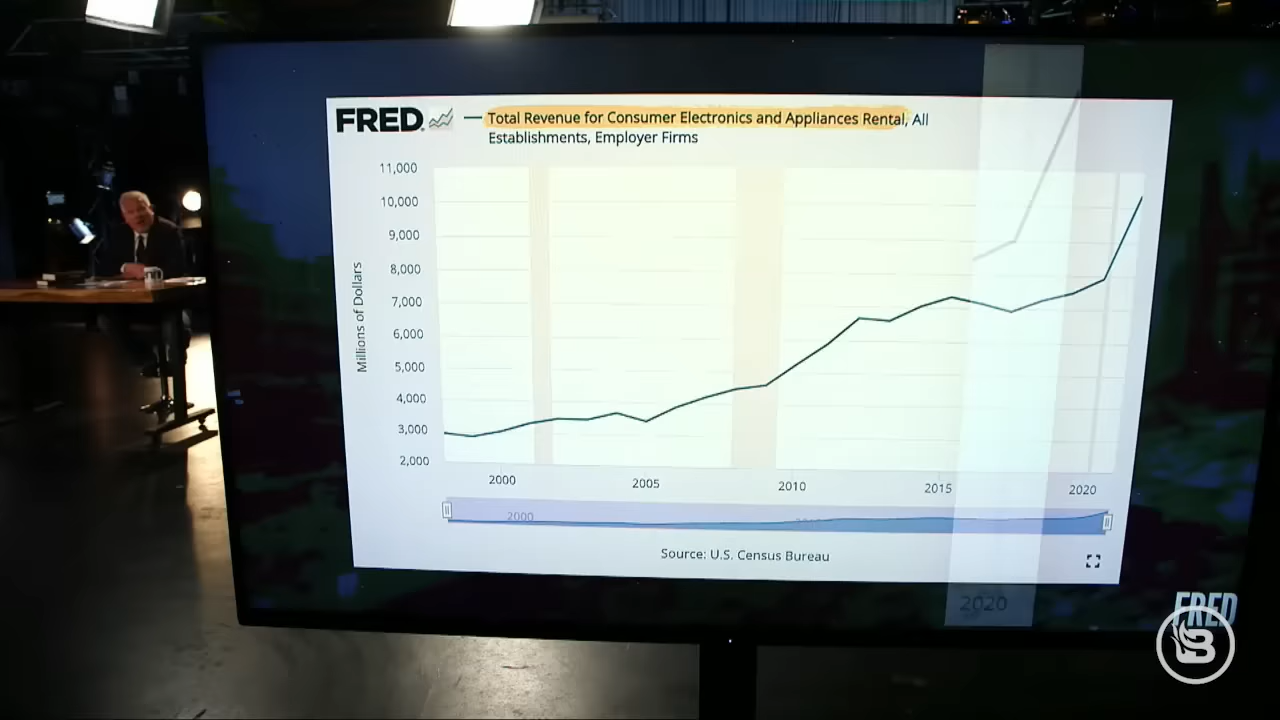 FRED
Total Revenue for Consumer Electronics and Appliances Rental, All
Establishments, Employer Firms
Millions of Dollars
11,000
10,000
9,000
8,000
7,000
6,000
5,000
4,000
3,000
2,000
2000
2005
2010
2015
2020
2000
Source: U.S. Census Bureau
2020
FRED
B